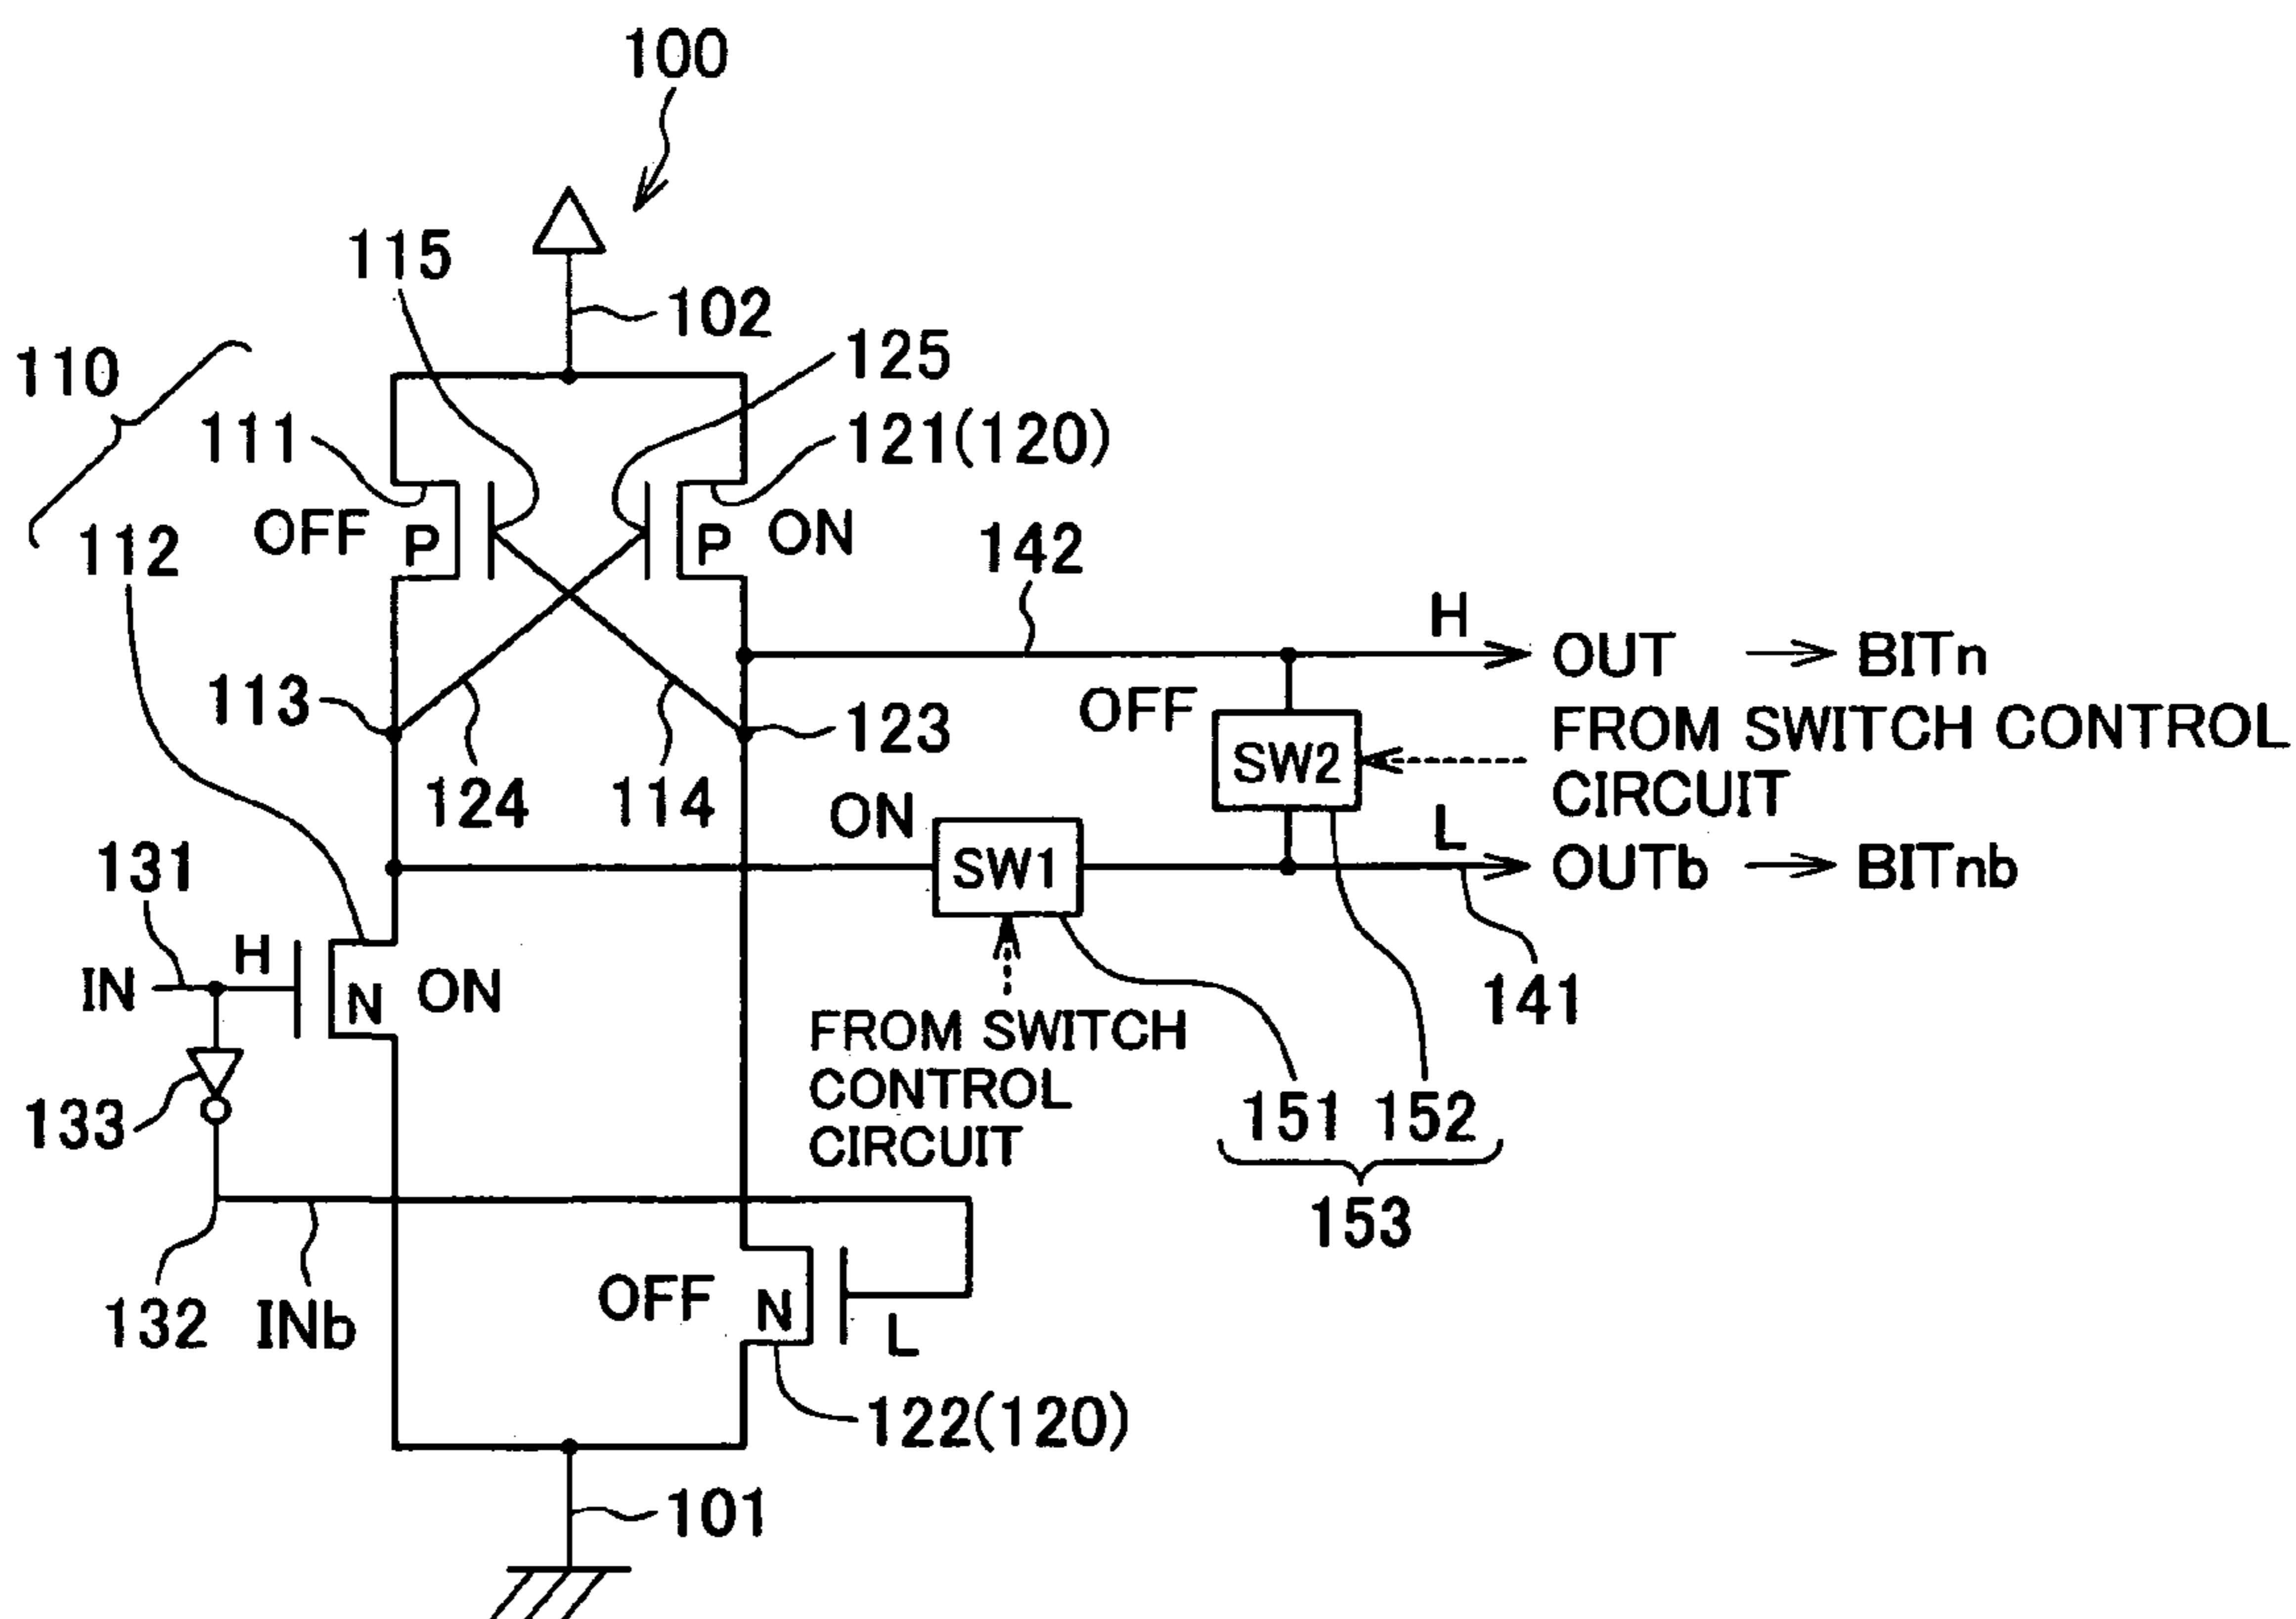 100
115
102
125
110
111
121(120)
OFF
P
P
ON
112
142
H
OUT
BITn
113
123
OFF
FROM SWITCH CONTROL
CIRCUIT
SW2
124
114
ON
L
131
SW1
OUTb
BITnb
H
IN
N
ON
141
FROM SWITCH
CONTROL
CIRCUIT
133
151
152
153
132
INb
OFF
N
L
122(120)
101